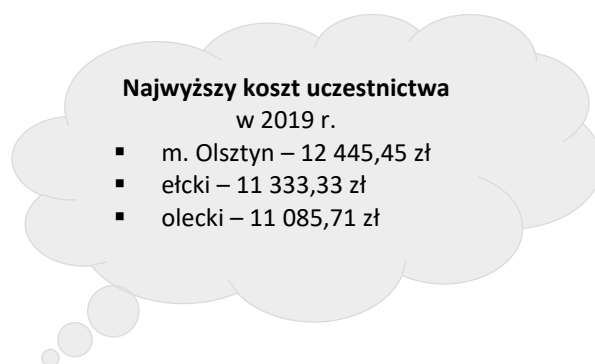 Najwyższy koszt uczestnictwa
w 2019 r.
▪ m. Olsztyn – 12 445,45 zł
▪ ełcki – 11 333,33 zł
▪ olecki – 11 085,71 zł